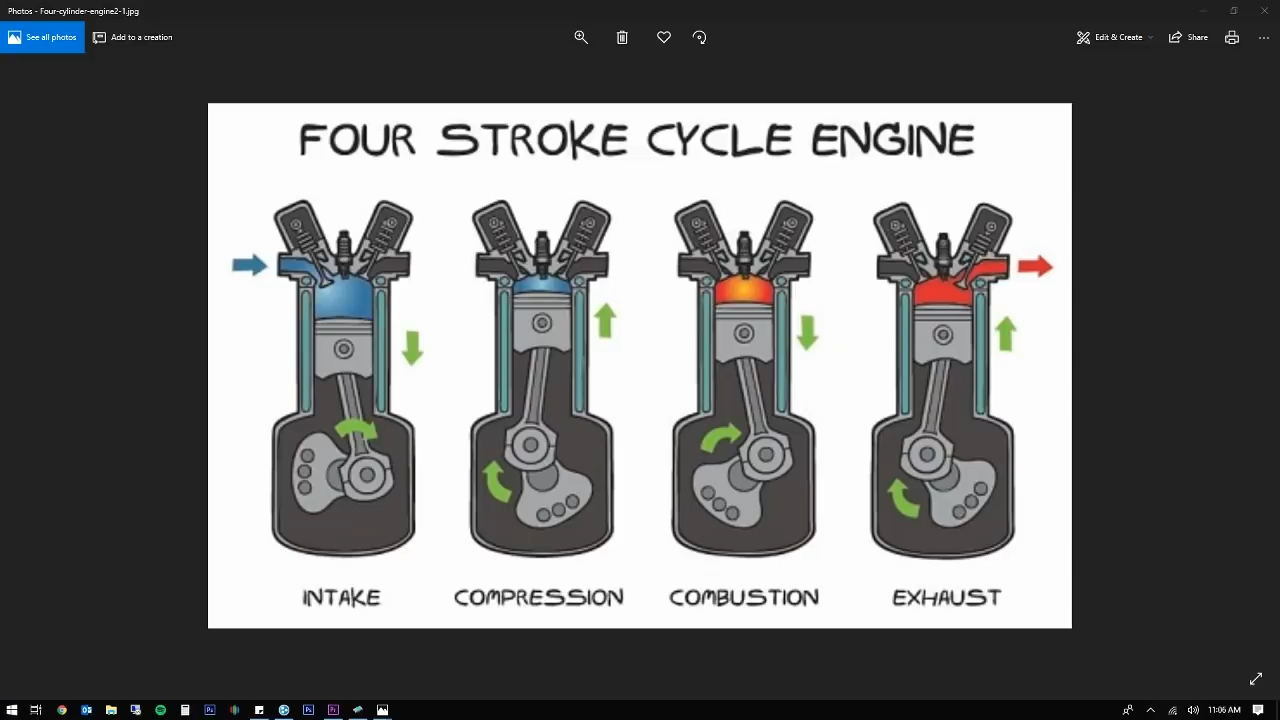 Photos - Four-cylinder-engine2-1.jpg
See all photos
Add to a creation
Edit & Create
Share
FOUR STROKE CYCLE ENGINE
INTAKE
COMPRESSION
COMBUSTION
EXHAUST
11:06 AM